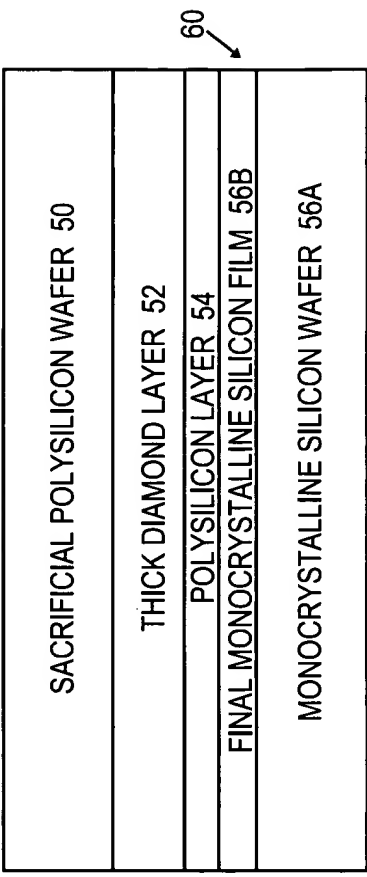 60
SACRIFICIAL POLYSILICON WAFER 50
THICK DIAMOND LAYER 52
POLYSILICON LAYER 54
FINAL MONOCRYSTALLINE SILICON FILM 56B
MONOCRYSTALLINE SILICON WAFER 56A